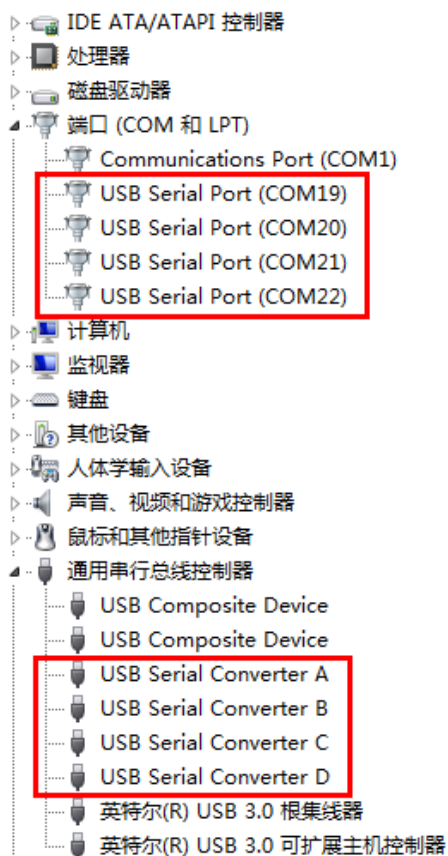 IDE ATA/ATAPI 控制器
处理器
磁盘驱动器
端口 (COM 和 LPT)
Communications Port (COM1)
USB Serial Port (COM19)
USB Serial Port (COM20)
USB Serial Port (COM21)
USB Serial Port (COM22)
计算机
监视器
键盘
其他设备
人体学输入设备
声音、视频和游戏控制器
鼠标和其他指针设备
通用串行总线控制器
USB Composite Device
USB Composite Device
USB Serial Converter A
USB Serial Converter B
USB Serial Converter C
USB Serial Converter D
英特尔(R) USB 3.0 根集线器
英特尔(R) USB 3.0 可扩展主机控制器